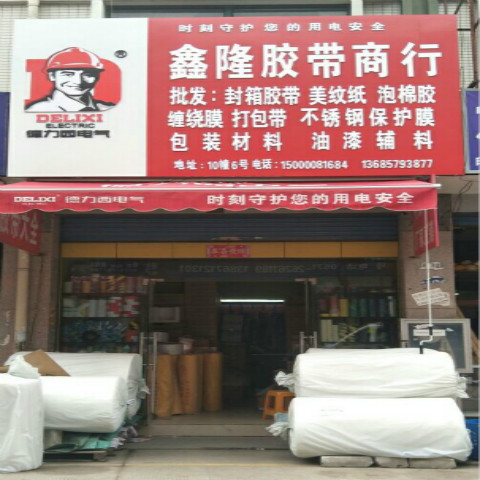 时刻守护 您的用电安全
鑫隆胶带商行
DELIXI
ELECTRIC
德力西电气
批发：封箱胶带 美纹纸 泡棉胶
缠绕膜 打包带 不锈钢保护膜
包装材料 油漆辅料
地址：10幢6号 电话：15000081684 13685793877
DELIXI 德力西电气 时刻守护您的用电安全